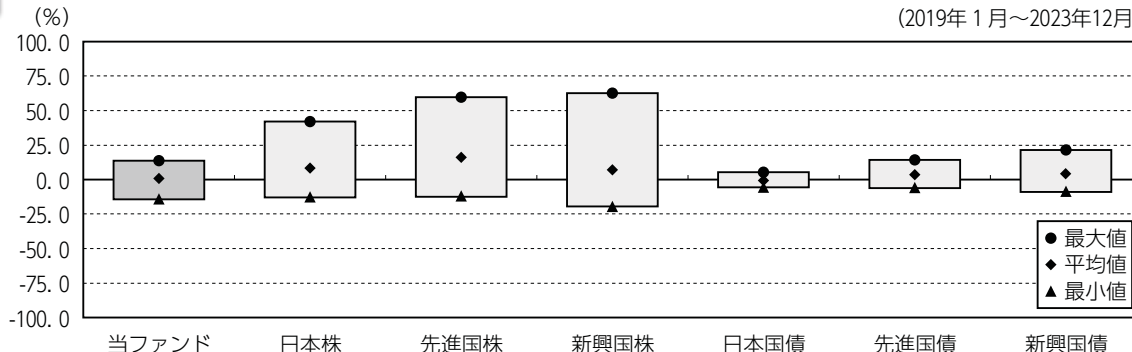 (%)
(2019年1月～2023年12月
100.0
75.0
50.0
25.0
0.0
-25.0
-50.0
-75.0
-100.0
● 最大値
◆ 平均値
▲ 最小値
当ファンド 日本株 先進国株 新興国株 日本国債 先進国債 新興国債